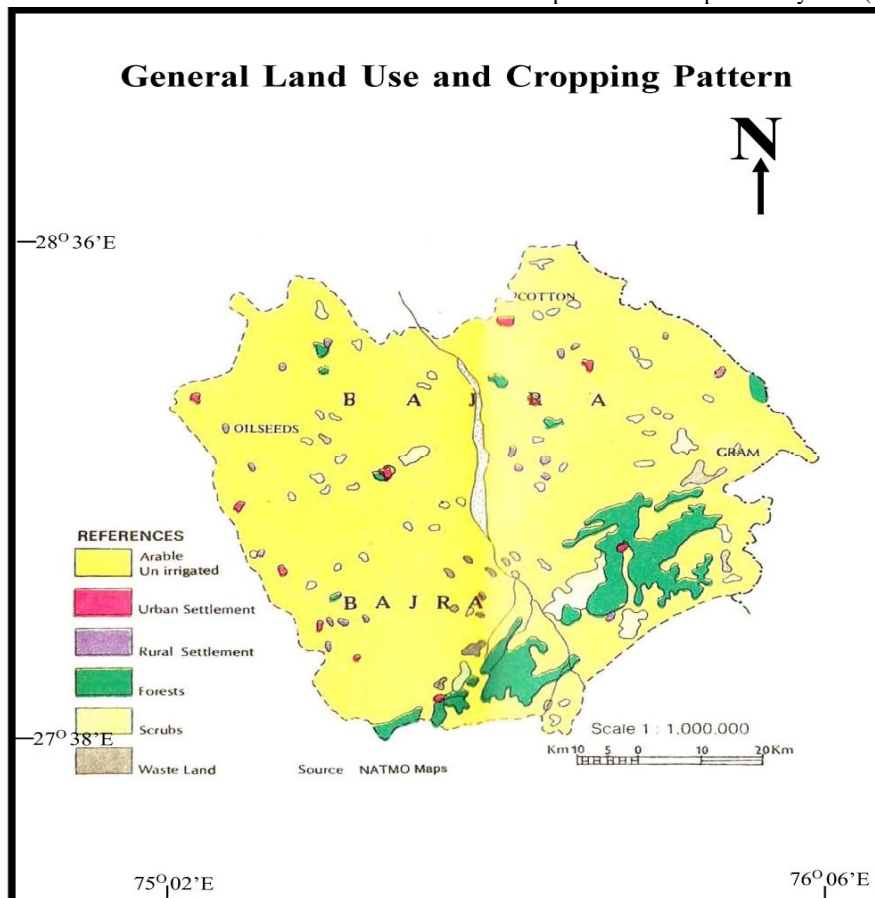 General Land Use and Cropping Pattern
N
28° 36'E
COTTON
B A J R A
OILSEEDS
GRAM
REFERENCES
Arable
Un irrigated
Urban Settlement
B A J R A
Rural Settlement
Forests
Scrubs
Scale 1 : 1.000.000
27° 38'E
Km 10 5 0 10 20 Km
Waste Land
Source NATMO Maps
75° 02'E
76° 06'E